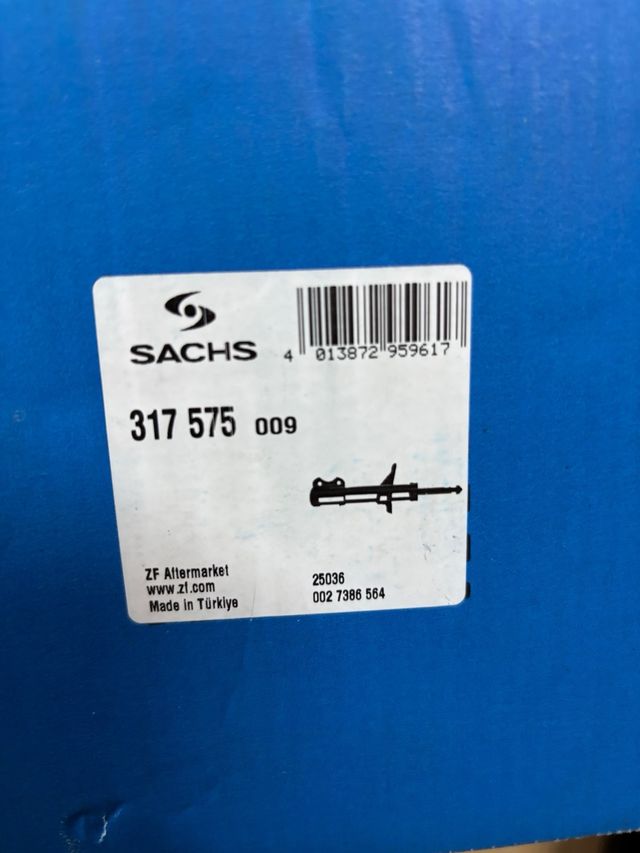 SACHS
4 013872 959617
317 575 009
ZF Aftermarket
www.zf.com
Made in Türkiye
25036
002 7386 564